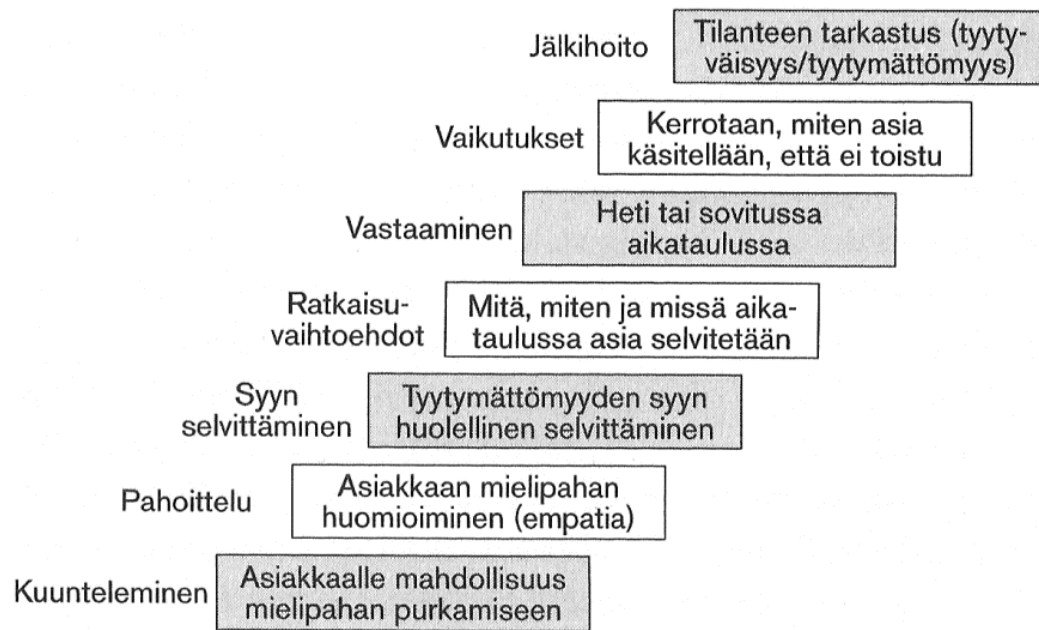 Jälkihoito
Tilanteen tarkastus (tyyty-
väisyys/tyytymättömyys)
Vaikutukset
Kerrotaan, miten asia
käsitellään, että ei toistu
Vastaaminen
Heti tai sovitussa
aikataulussa
Ratkaisu-
vaihtoehdot
Mitä, miten ja missä aika-
taulussa asia selvitetään
Syyn
selvittäminen
Tyytymättömyyden syyn
huolellinen selvittäminen
Pahoittelu
Asiakkaan mielipahan
huomioiminen (empatia)
Kuunteleminen
Asiakkaalle mahdollisuus
mielipahan purkamiseen